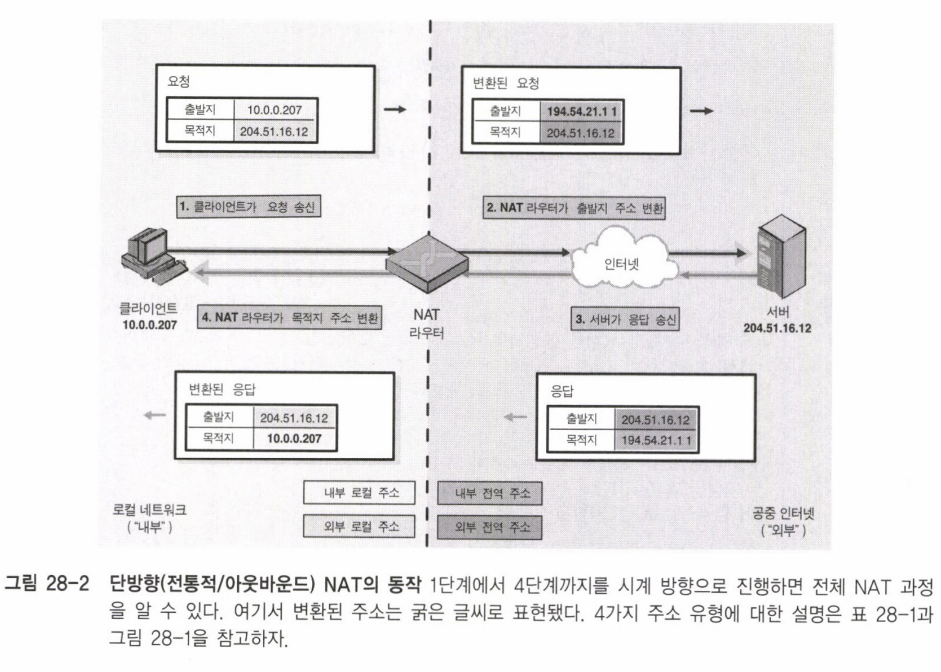 요청
출발지 10.0.0.207
목적지 204.51.16.12
변환된 요청
출발지 194.54.21.1 1
목적지 204.51.16.12
1. 클라이언트가 요청 송신
2. NAT 라우터가 출발지 주소 변환
인터넷
클라이언트
10.0.0.207
4. NAT 라우터가 목적지 주소 변환
NAT
라우터
3. 서버가 응답 송신
서버
204.51.16.12
변환된 응답
출발지 204.51.16.12
목적지 10.0.0.207
응답
출발지 204.51.16.12
목적지 194.54.21.1 1
로컬 네트워크
("내부")
내부 로컬 주소
내부 전역 주소
외부 로컬 주소
외부 전역 주소
공중 인터넷
("외부")
그림 28-2 단방향(전통적/아웃바운드) NAT의 동작 1단계에서 4단계까지를 시계 방향으로 진행하면 전체 NAT 과정
을 알 수 있다. 여기서 변환된 주소는 굵은 글씨로 표현됐다. 4가지 주소 유형에 대한 설명은 표 28-1과
그림 28-1을 참고하자.